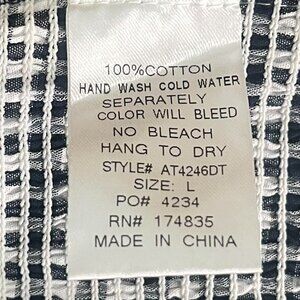 100%COTTON
HAND WASH COLD WATER
SEPARATELY
COLOR WILL BLEED
NO BLEACH
HANG TO DRY
STYLE# AT4246DT
SIZE: L
PO# 4234
RN# 174835
MADE IN CHINA